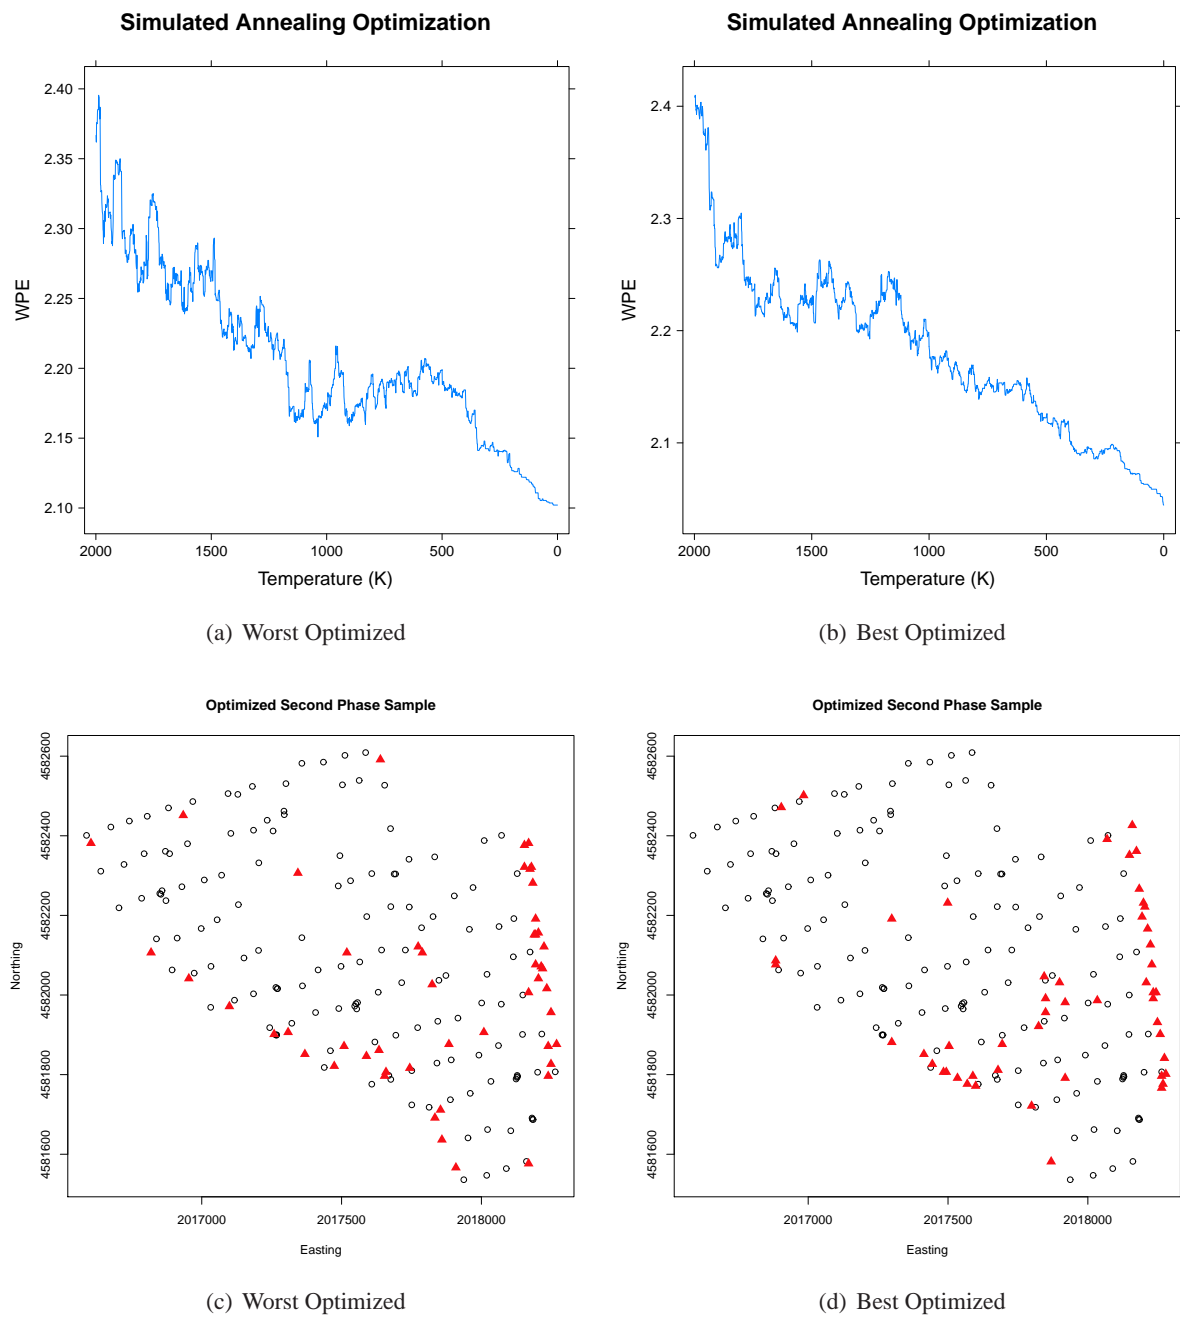 Simulated Annealing Optimization
2.40
2.35
2.30
2.25
2.20
2.15
2.10
WPE
2000
1500
1000
500
0
Temperature (K)
(a) Worst Optimized
Simulated Annealing Optimization
2.4
2.3
2.2
2.1
WPE
2000
1500
1000
500
0
Temperature (K)
(b) Best Optimized
Optimized Second Phase Sample
4582600
4582400
4582200
4582000
4581800
4581600
Northing
2017000
2017500
2018000
Easting
(c) Worst Optimized
Optimized Second Phase Sample
4582600
4582400
4582200
4582000
4581800
4581600
Northing
2017000
2017500
2018000
Easting
(d) Best Optimized